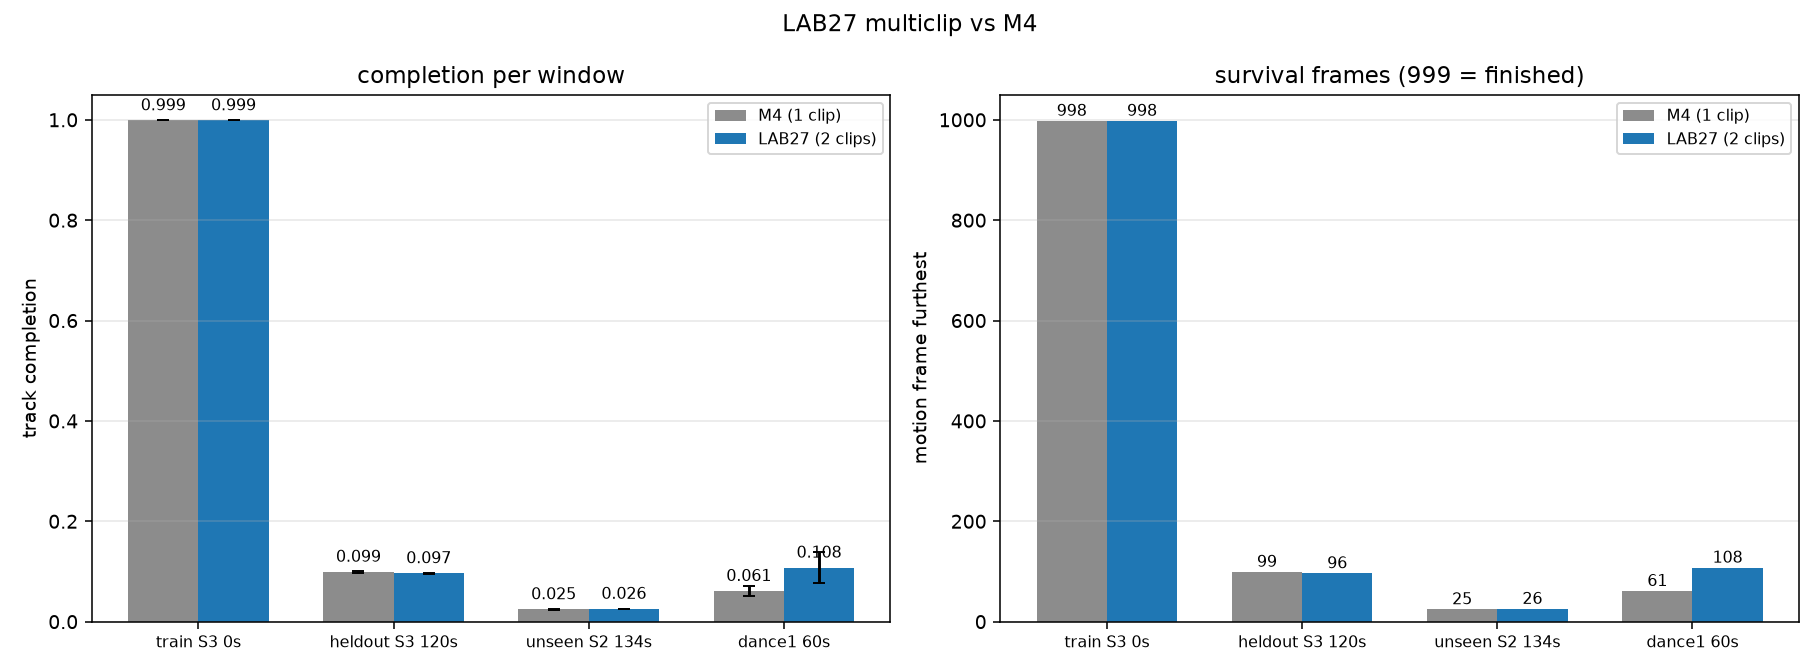 LAB27 multiclip vs M4
completion per window
track completion
1.0
0.8
0.6
0.4
0.2
0.0
0.999
0.999
0.099
0.097
0.025
0.026
0.061
0.108
M4 (1 clip)
LAB27 (2 clips)
train S3 0s
heldout S3 120s
unseen S2 134s
dance1 60s
survival frames (999 = finished)
motion frame furthest
1000
800
600
400
200
0
998
998
99
96
25
26
61
108
M4 (1 clip)
LAB27 (2 clips)
train S3 0s
heldout S3 120s
unseen S2 134s
dance1 60s